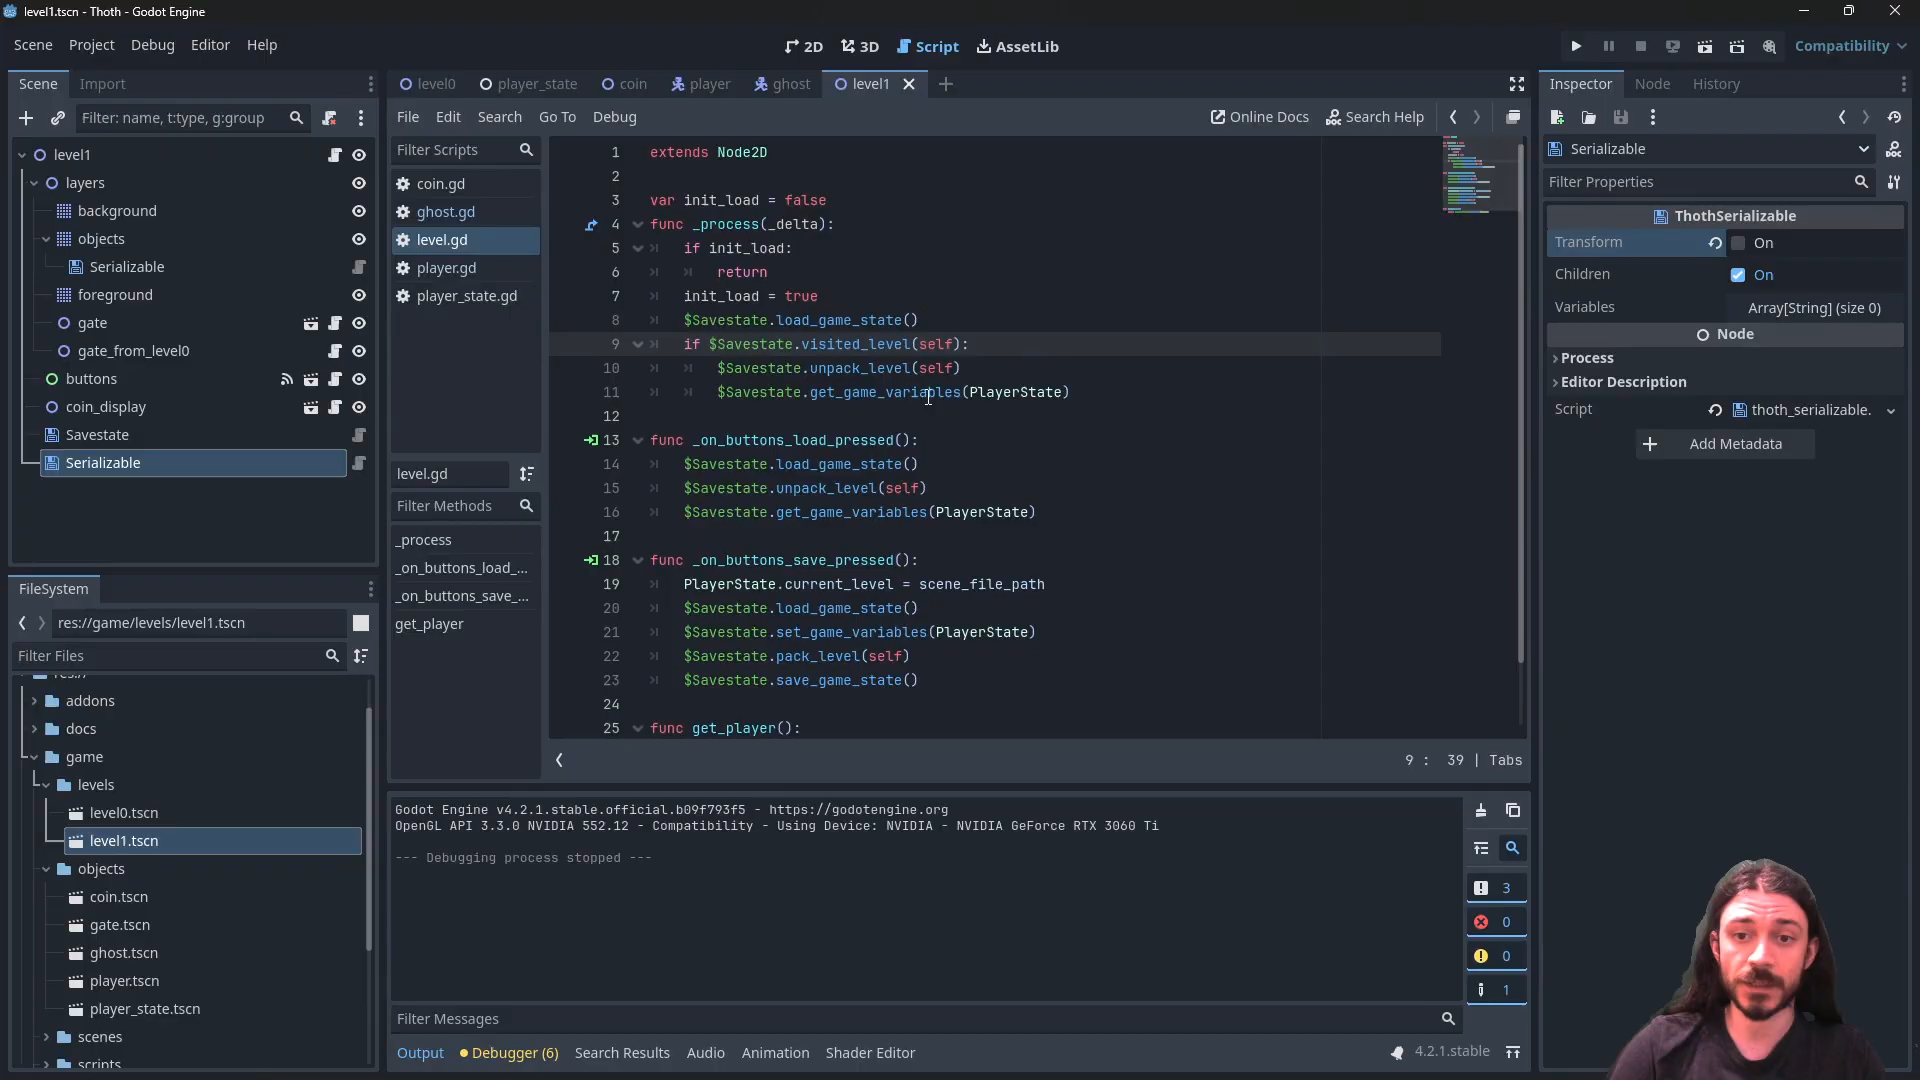 level1.tscn - Thoth - Godot Engine
Scene Project Debug Editor Help
2D 3D Script AssetLib
Compatibility
Scene Import
Filter: name, t:type, g:group
level1
layers
background
objects
Serializable
foreground
gate
gate_from_level0
buttons
coin_display
Savestate
Serializable
FileSystem
res://game/levels/level1.tscn
Filter Files
res://
addons
docs
game
levels
level0.tscn
level1.tscn
objects
coin.tscn
gate.tscn
ghost.tscn
player.tscn
player_state.tscn
scenes
scripts
level0 player_state coin player ghost level1
File Edit Search Go To Debug
Online Docs Search Help
Filter Scripts
coin.gd
ghost.gd
level.gd
player.gd
player_state.gd
level.gd
Filter Methods
_process
_on_buttons_load_...
_on_buttons_save_...
get_player
1 extends Node2D
2
3 var init_load = false
4 func _process(_delta):
5 if init_load:
6 return
7 init_load = true
8 $Savestate.load_game_state()
9 if $Savestate.visited_level(self):
10 $Savestate.unpack_level(self)
11 $Savestate.get_game_variables(PlayerState)
12
13 func _on_buttons_load_pressed():
14 $Savestate.load_game_state()
15 $Savestate.unpack_level(self)
16 $Savestate.get_game_variables(PlayerState)
17
18 func _on_buttons_save_pressed():
19 PlayerState.current_level = scene_file_path
20 $Savestate.load_game_state()
21 $Savestate.set_game_variables(PlayerState)
22 $Savestate.pack_level(self)
23 $Savestate.save_game_state()
24
25 func get_player():
9 : 39 | Tabs
Godot Engine v4.2.1.stable.official.b09f793f5 - https://godotengine.org
OpenGL API 3.3.0 NVIDIA 552.12 - Compatibility - Using Device: NVIDIA - NVIDIA GeForce RTX 3060 Ti
--- Debugging process stopped ---
3
0
0
1
Filter Messages
Output Debugger (6) Search Results Audio Animation Shader Editor
4.2.1.stable
Inspector Node History
Serializable
Filter Properties
ThothSerializable
Transform On
Children On
Variables Array[String] (size 0)
Node
Process
Editor Description
Script thoth_serializable.
Add Metadata